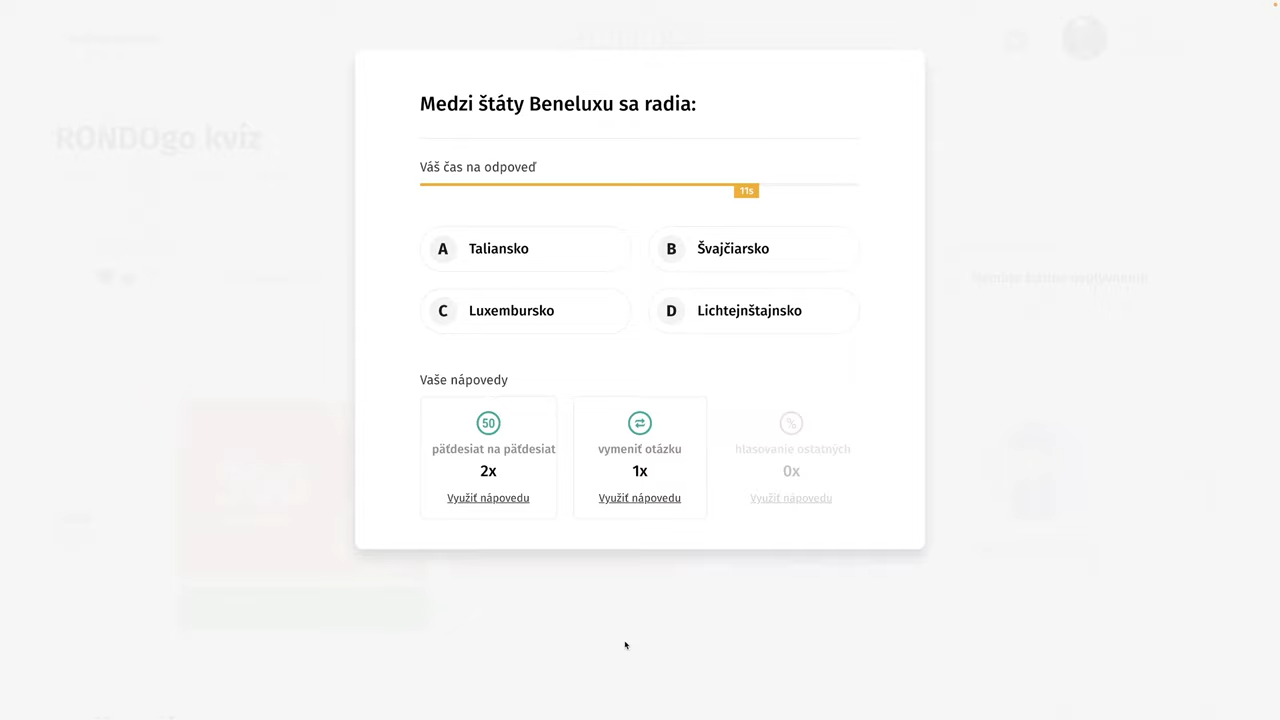 RONDOgo kvíz
Medzi štáty Beneluxu sa radia:
Váš čas na odpoveď
11s
A Taliansko
B Švajčiarsko
C Luxembursko
D Lichtejnštajnsko
Vaše nápovedy
50
päťdesiat na päťdesiat
2x
Využiť nápovedu
vymeniť otázku
1x
Využiť nápovedu
%
hlasovanie ostatných
0x
Využiť nápovedu